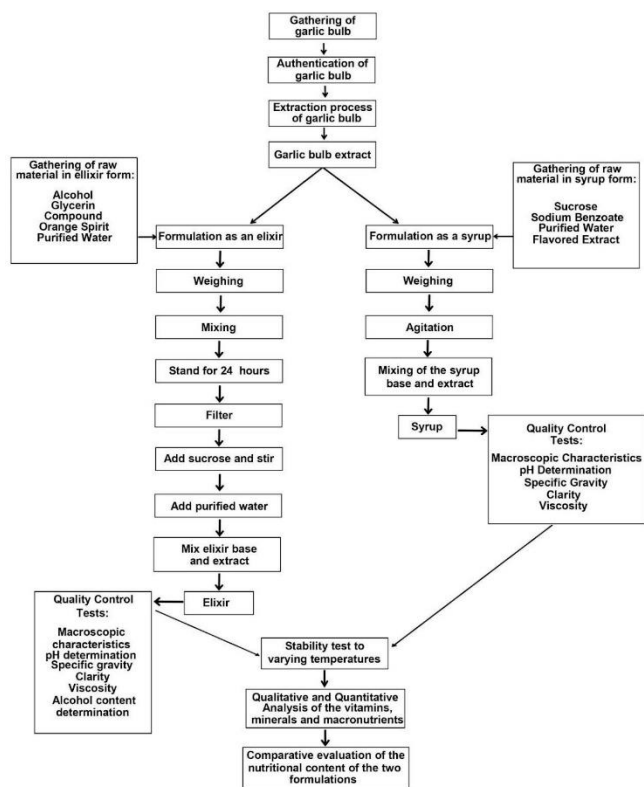 Gathering of
garlic bulb
Authentication
of garlic bulb
Extraction process
of garlic bulb
Garlic bulb extract
Gathering of raw
material in ellixir form:
Alcohol
Glycerin
Compound
Orange Spirit
Purified Water
Gathering of raw
material in syrup form:
Sucrose
Sodium Benzoate
Purified Water
Flavored Extract
Formulation as an elixir
Weighing
Mixing
Stand for 24 hours
Filter
Add sucrose and stir
Add purified water
Mix elixir base
and extract
Elixir
Formulation as a syrup
Weighing
Agitation
Mixing of the syrup
base and extract
Syrup
Quality Control
Tests:
Macroscopic Characteristics
pH Determination
Specific Gravity
Clarity
Viscosity
Quality Control
Tests:
Macroscopic
characteristics
pH determination
Specific gravity
Clarity
Viscosity
Alcohol content
determination
Stability test to
varying temperatures
Qualitative and Quantitative
Analysis of the vitamins,
minerals and macronutrients
Comparative evaluation of the
nutritional content of the two
formulations